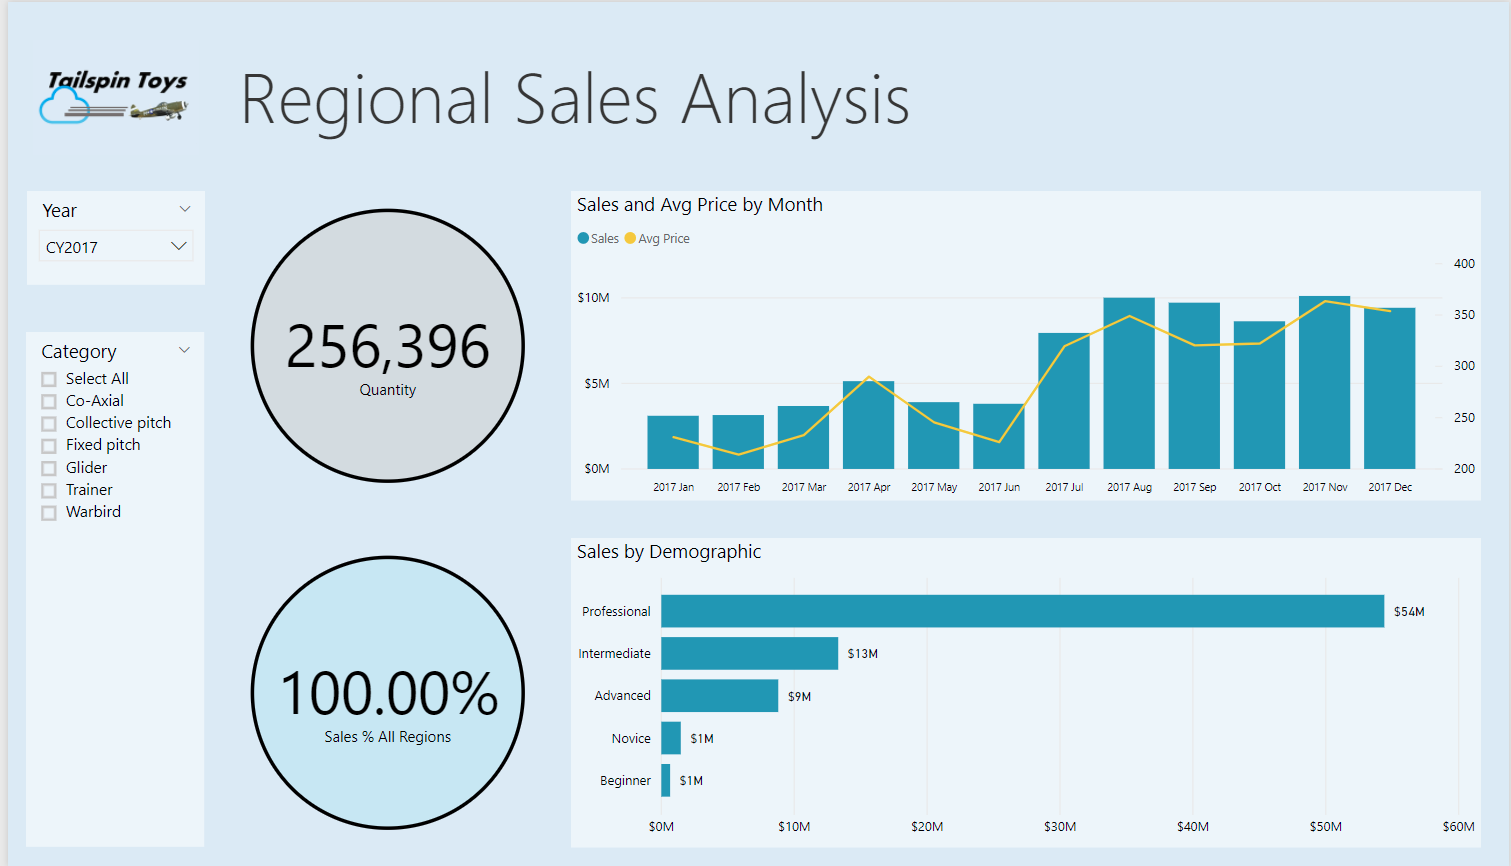 Tailspin Toys
Regional Sales Analysis
Year
CY2017
Category
Select All
Co-Axial
Collective pitch
Fixed pitch
Glider
Trainer
Warbird
256,396
Quantity
100.00%
Sales % All Regions
Sales and Avg Price by Month
Sales Avg Price
400
$10M
350
300
$5M
250
$0M
200
2017 Jan 2017 Feb 2017 Mar 2017 Apr 2017 May 2017 Jun 2017 Jul 2017 Aug 2017 Sep 2017 Oct 2017 Nov 2017 Dec
Sales by Demographic
Professional $54M
Intermediate $13M
Advanced $9M
Novice $1M
Beginner $1M
$0M $10M $20M $30M $40M $50M $60M